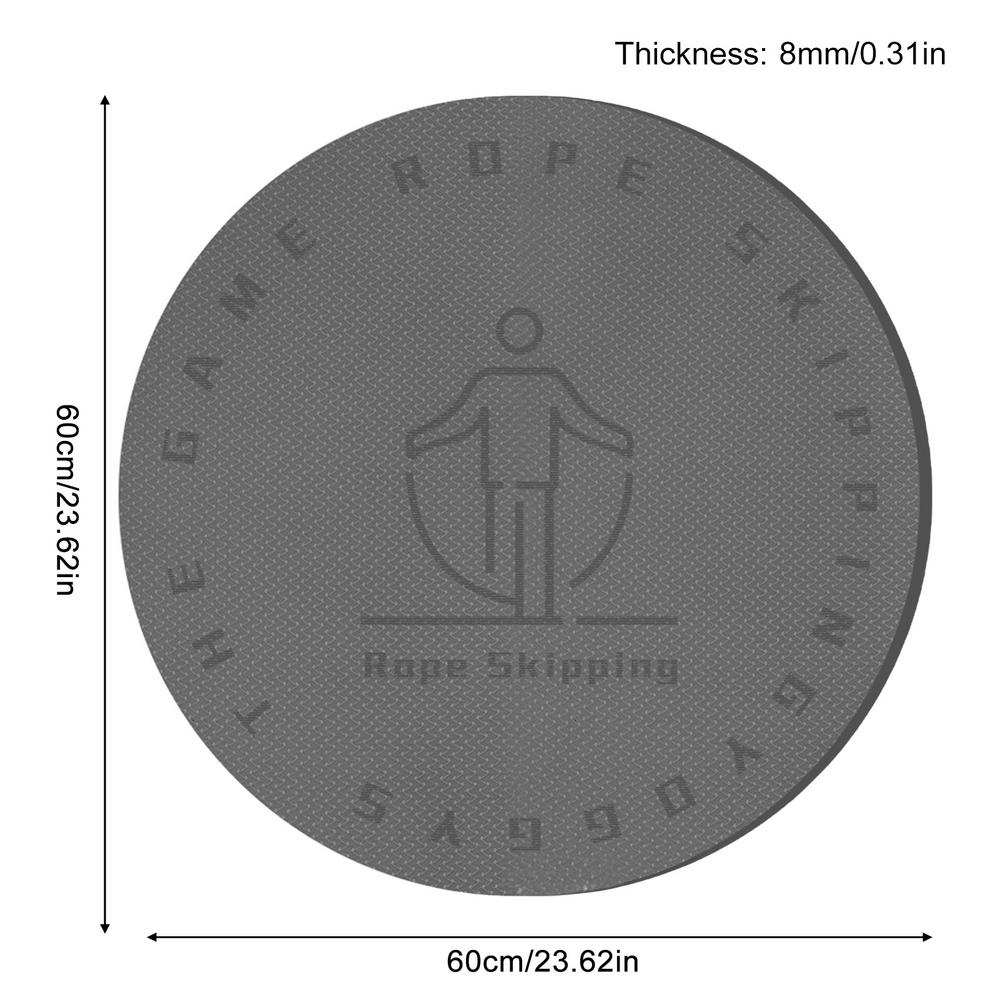 Thickness: 8mm/0.31in
THE GAME ROPE SKIPPING YOGGYS
Rope Skipping
60cm/23.62in
60cm/23.62in